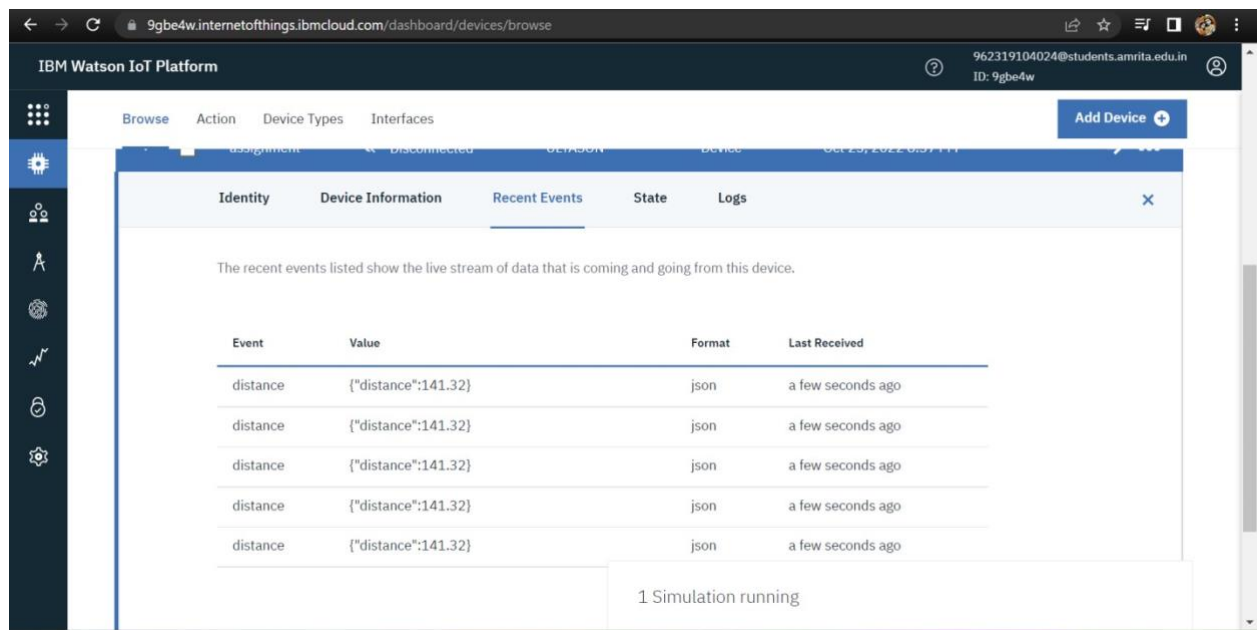 9gbe4w.internetofthings.ibmcloud.com/dashboard/devices/browse
IBM Watson IoT Platform
962319104024@students.amrita.edu.in
ID: 9gbe4w
Browse Action Device Types Interfaces
Add Device
assignment Disconnected Device
Identity Device Information Recent Events State Logs
The recent events listed show the live stream of data that is coming and going from this device.
Event Value Format Last Received
distance {"distance":141.32} json a few seconds ago
distance {"distance":141.32} json a few seconds ago
distance {"distance":141.32} json a few seconds ago
distance {"distance":141.32} json a few seconds ago
distance {"distance":141.32} json a few seconds ago
1 Simulation running